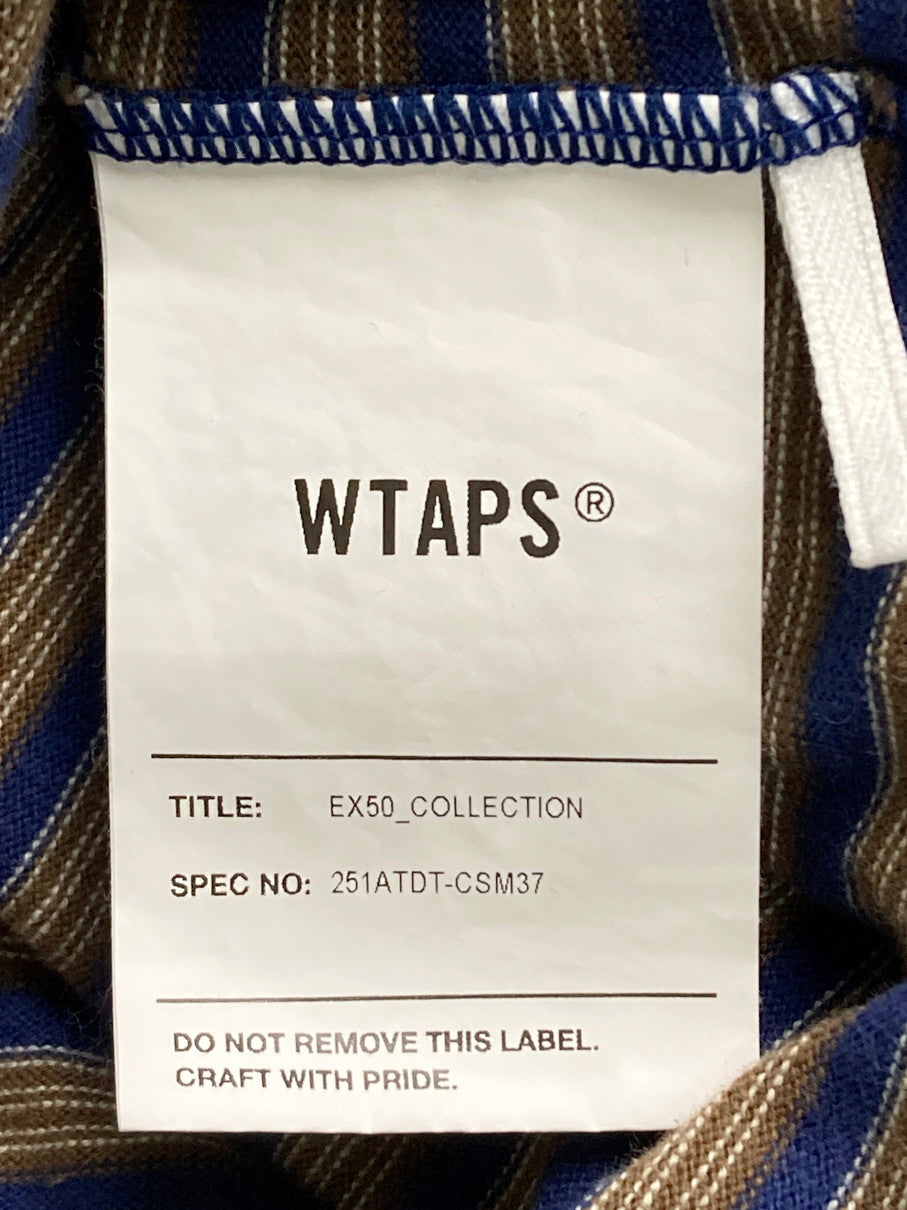 WTAPS®
TITLE: EX50_COLLECTION
SPEC NO: 251ATDT-CSM37
DO NOT REMOVE THIS LABEL.
CRAFT WITH PRIDE.